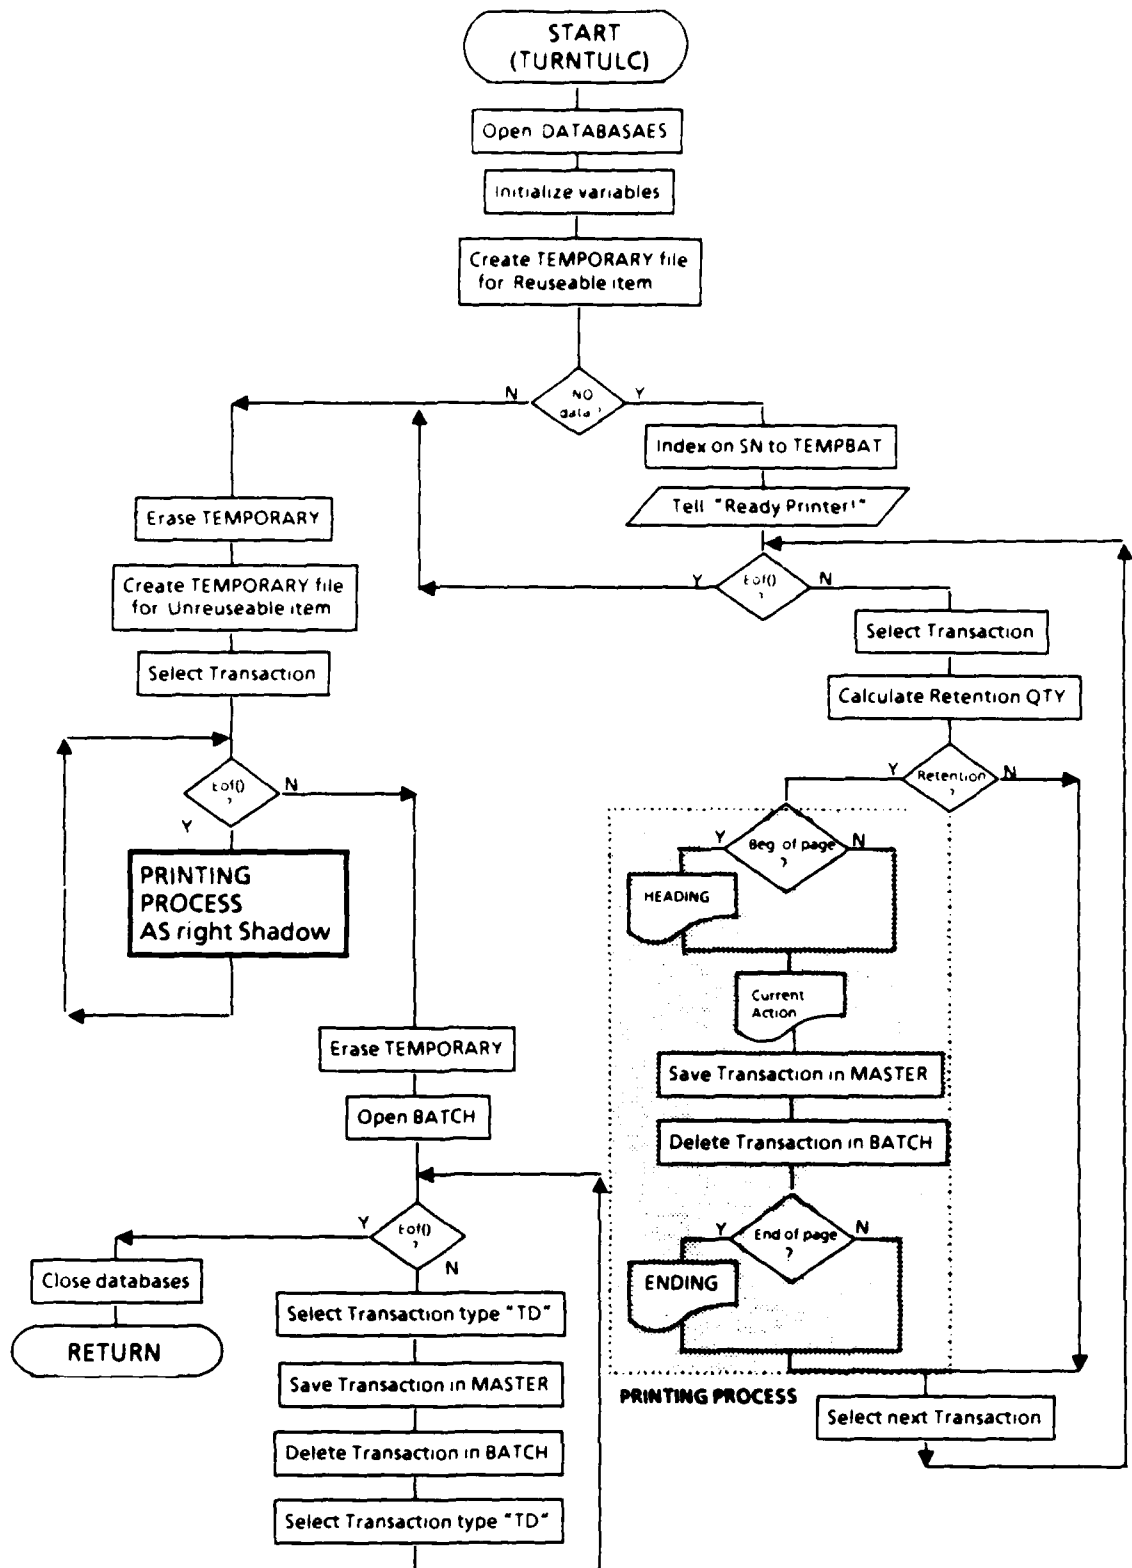 START
(TURNTULC)
Open DATABASAES
Initialize variables
Create TEMPORARY file
for Reuseable item
N
NO
data ?
Y
Index on SN to TEMPBAT
Tell "Ready Printer!"
Y
Eof()
?
N
Select Transaction
Calculate Retention QTY
Y
Retention
?
N
Erase TEMPORARY
Create TEMPORARY file
for Unreuseable item
Select Transaction
Eof()
?
N
Y
PRINTING
PROCESS
AS right Shadow
Y
Beg. of page
?
N
HEADING
Current
Action
Save Transaction in MASTER
Delete Transaction in BATCH
Y
End of page
?
N
ENDING
PRINTING PROCESS
Select next Transaction
Erase TEMPORARY
Open BATCH
Y
Eof()
?
N
Close databases
RETURN
Select Transaction type "TD"
Save Transaction in MASTER
Delete Transaction in BATCH
Select Transaction type "TD"